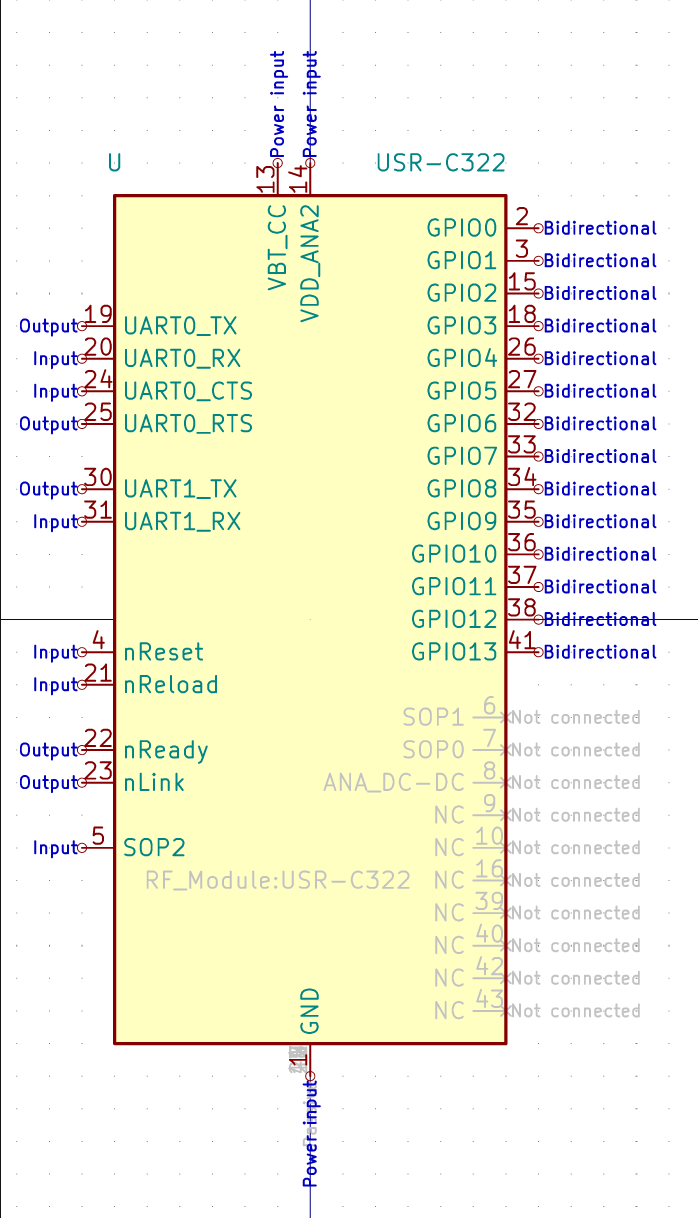 Power input
Power input
U
USR-C322
13
14
VBT_CC
VDD_ANA2
GPIO0 2 Bidirectional
GPIO1 3 Bidirectional
GPIO2 15 Bidirectional
Output 19 UART0_TX GPIO3 18 Bidirectional
Input 20 UART0_RX GPIO4 26 Bidirectional
Input 24 UART0_CTS GPIO5 27 Bidirectional
Output 25 UART0_RTS GPIO6 32 Bidirectional
GPIO7 33 Bidirectional
Output 30 UART1_TX GPIO8 34 Bidirectional
Input 31 UART1_RX GPIO9 35 Bidirectional
GPIO10 36 Bidirectional
GPIO11 37 Bidirectional
GPIO12 38 Bidirectional
Input 4 nReset GPIO13 41 Bidirectional
Input 21 nReload
SOP1 6 Not connected
Output 22 nReady SOP0 7 Not connected
Output 23 nLink ANA_DC-DC 8 Not connected
NC 9 Not connected
Input 5 SOP2 NC 10 Not connected
RF_Module:USR-C322 NC 16 Not connected
NC 39 Not connected
NC 40 Not connected
NC 42 Not connected
NC 43 Not connected
GND
1
Power input